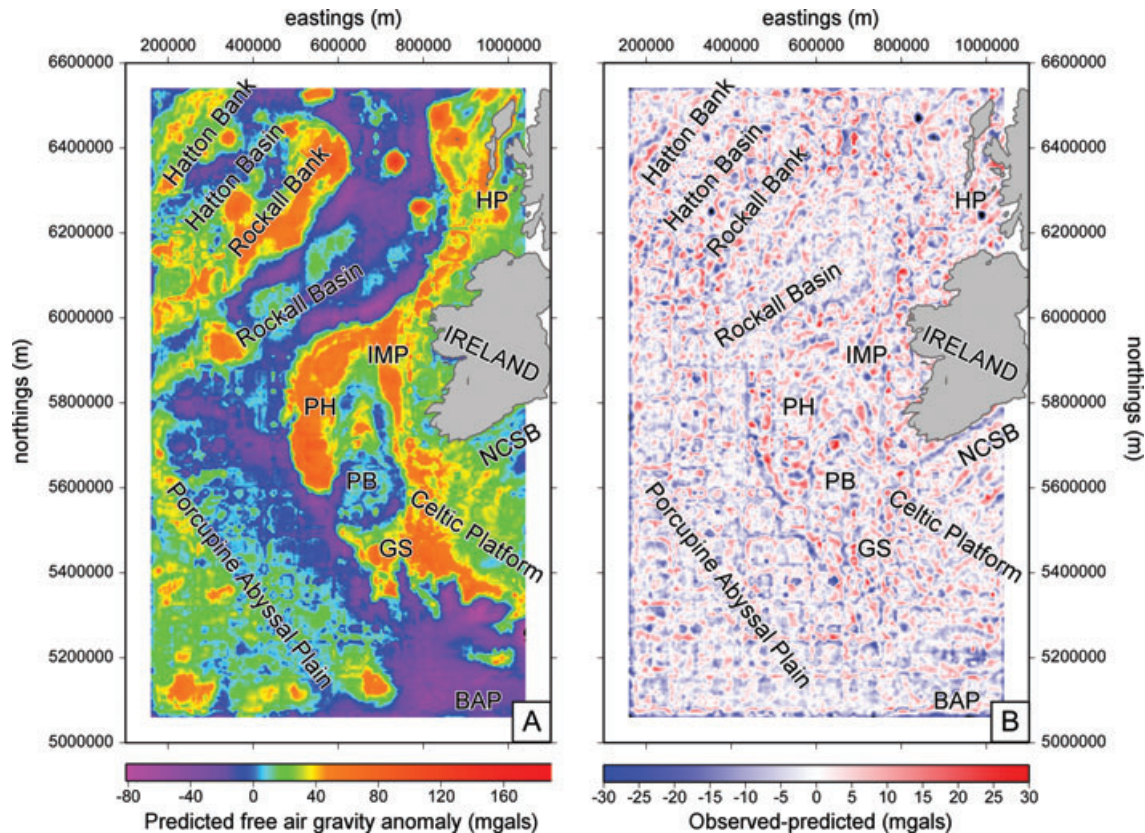 eastings (m)
200000 400000 600000 800000 1000000
6600000
6400000
6200000
6000000
5800000
5600000
5400000
5200000
5000000
northings (m)
Hatton Bank
Hatton Basin
Rockall Bank
HP
Rockall Basin
IMP
IRELAND
PH
NCSB
PB
Celtic Platform
Porcupine Abyssal Plain
GS
BAP
A
-80 -40 0 40 80 120 160
Predicted free air gravity anomaly (mgals)
eastings (m)
200000 400000 600000 800000 1000000
6600000
6400000
6200000
6000000
5800000
5600000
5400000
5200000
5000000
northings (m)
Hatton Bank
Hatton Basin
Rockall Bank
HP
Rockall Basin
IMP
IRELAND
PH
NCSB
PB
Celtic Platform
Porcupine Abyssal Plain
GS
BAP
B
-30 -25 -20 -15 -10 -5 0 5 10 15 20 25 30
Observed-predicted (mgals)